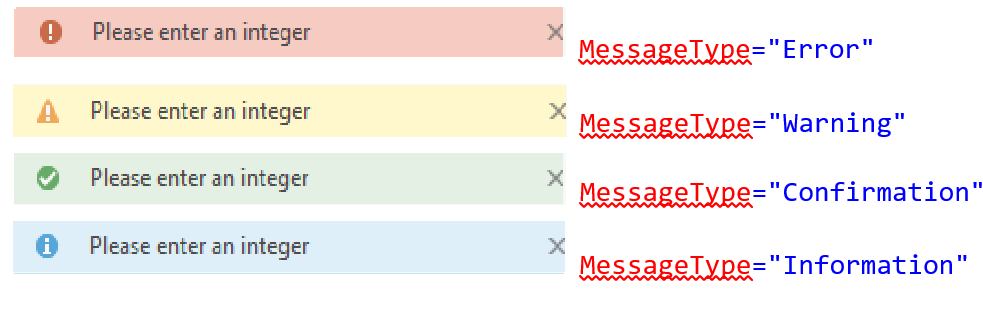 Please enter an integer MessageType="Error"
Please enter an integer MessageType="Warning"
Please enter an integer MessageType="Confirmation"
Please enter an integer MessageType="Information"